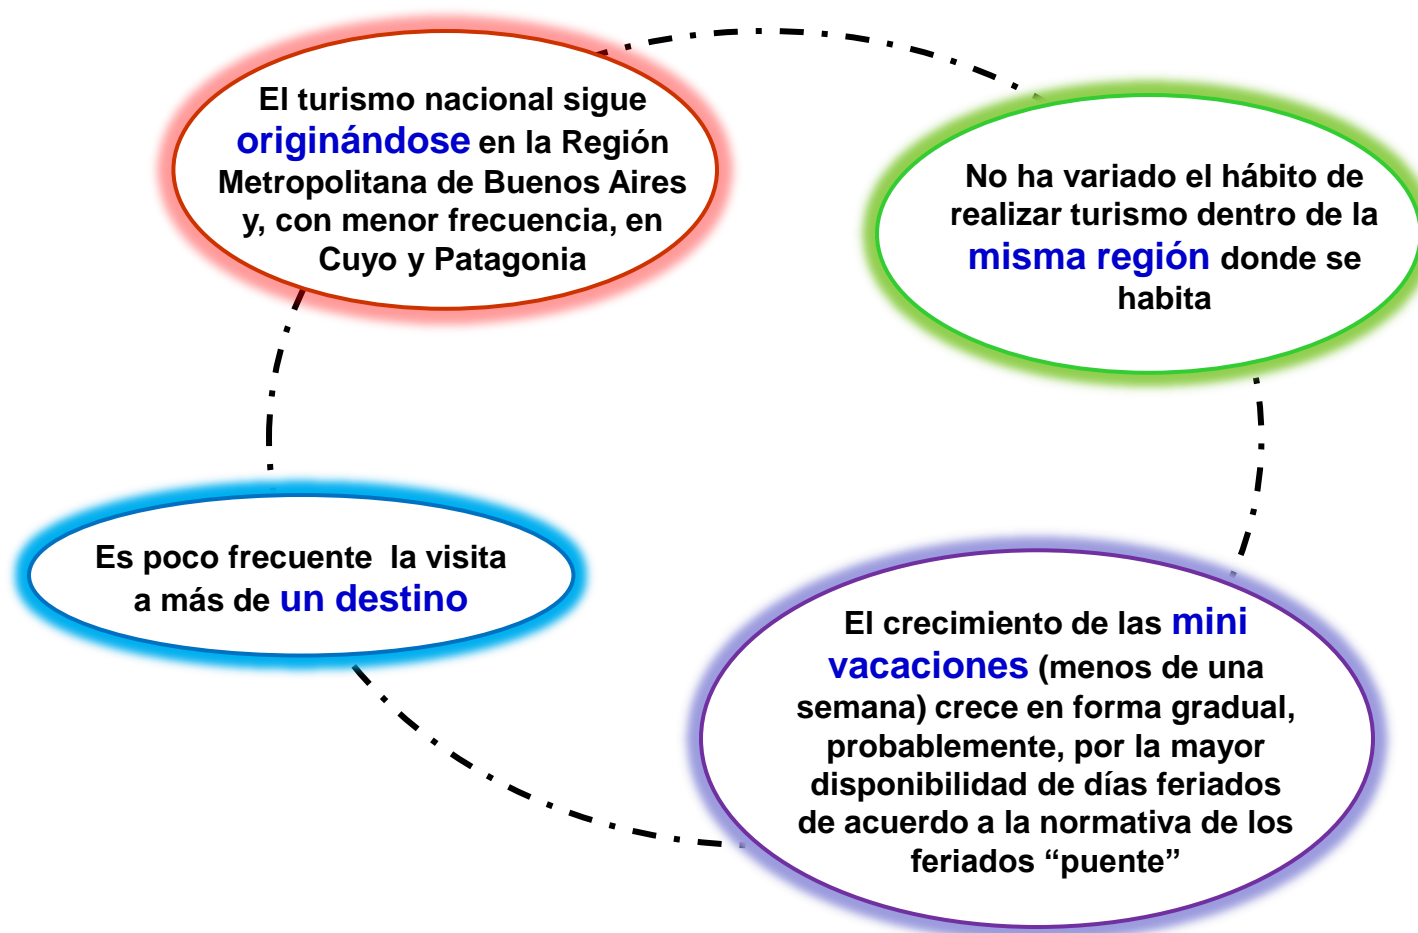 El turismo nacional sigue
originándose en la Región
Metropolitana de Buenos Aires
y, con menor frecuencia, en
Cuyo y Patagonia
No ha variado el hábito de
realizar turismo dentro de la
misma región donde se
habita
Es poco frecuente  la visita
a más de un destino
El crecimiento de las mini
vacaciones (menos de una
semana) crece en forma gradual,
probablemente, por la mayor
disponibilidad de días feriados
de acuerdo a la normativa de los
feriados “puente”